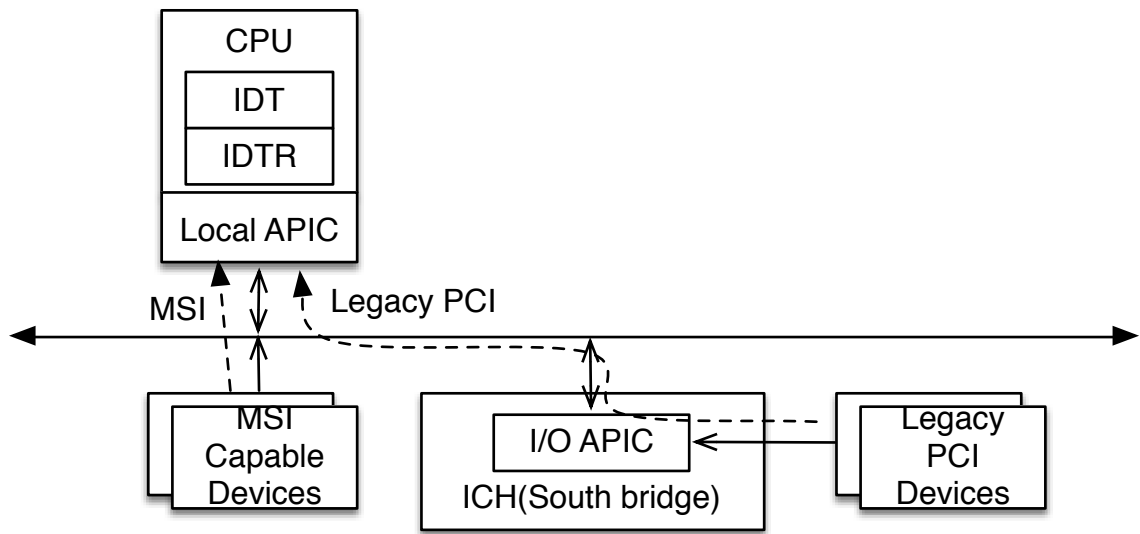 CPU
IDT
IDTR
Local APIC
MSI
Legacy PCI
MSI
Capable
Devices
I/O APIC
ICH(South bridge)
Legacy
PCI
Devices